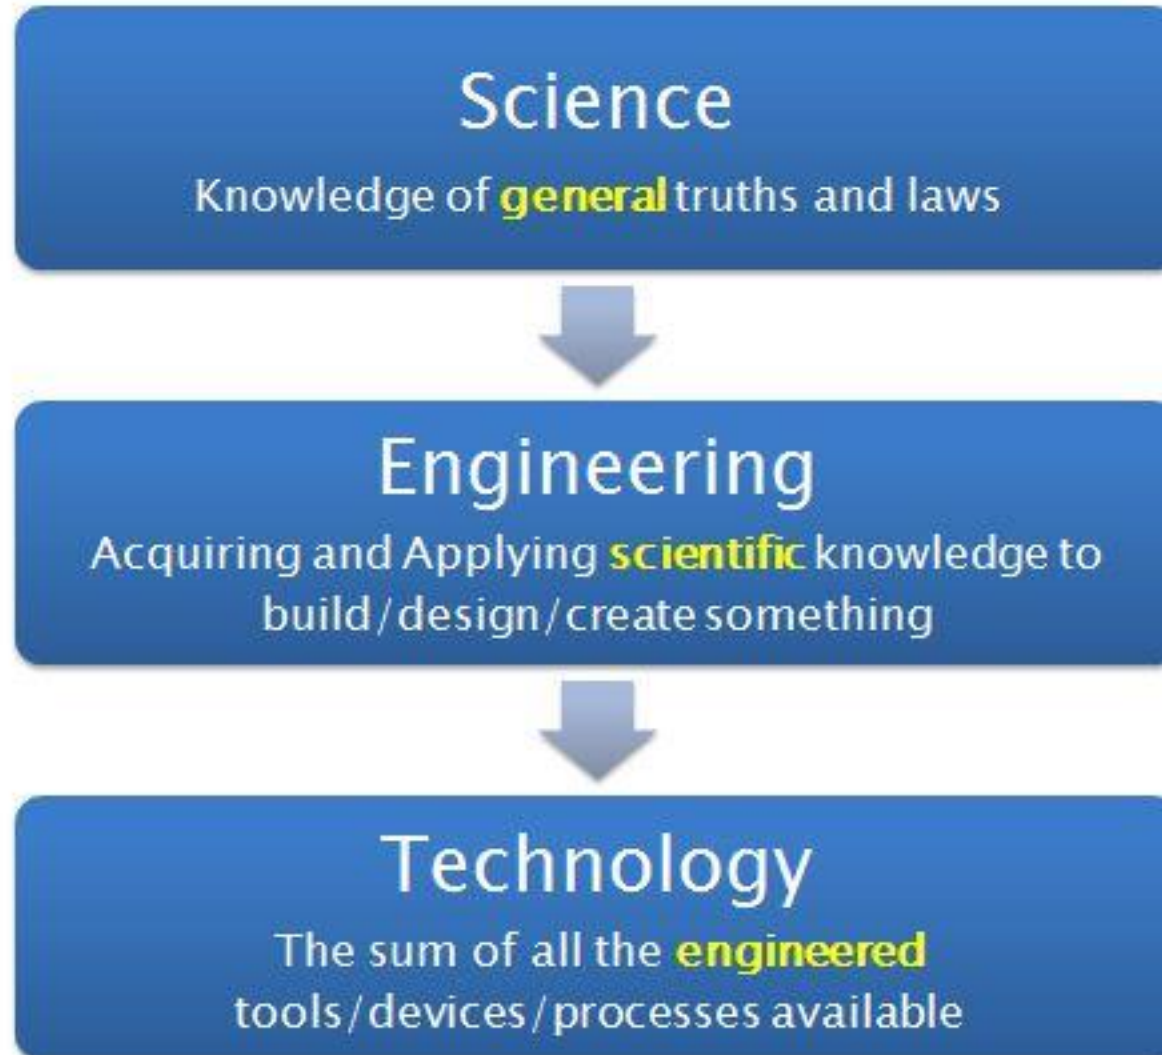 Science
Knowledge of general truths and laws
Engineering
Acquiring and Applying scientific knowledge to
build/design/create something
Technology
The sum of all the engineered
tools/devices/processes available